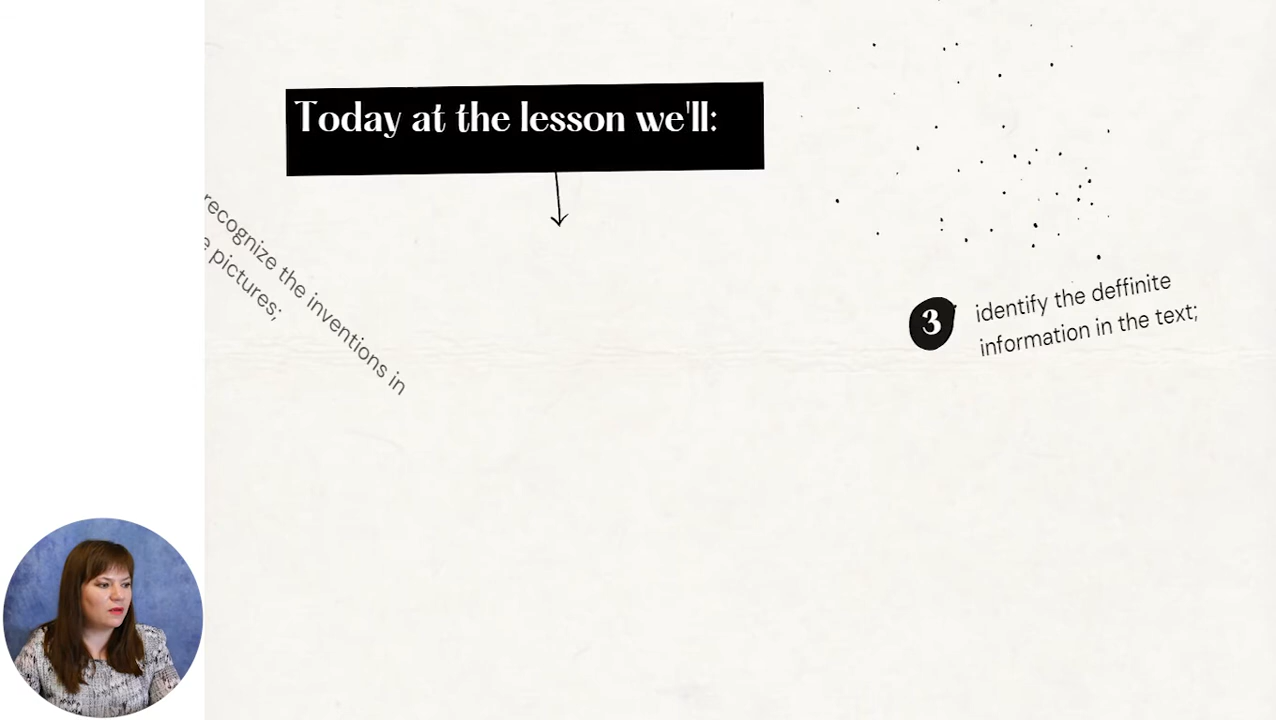 Today at the lesson we'll:
recognize the inventions in
pictures;
3
identify the deffinite
information in the text;